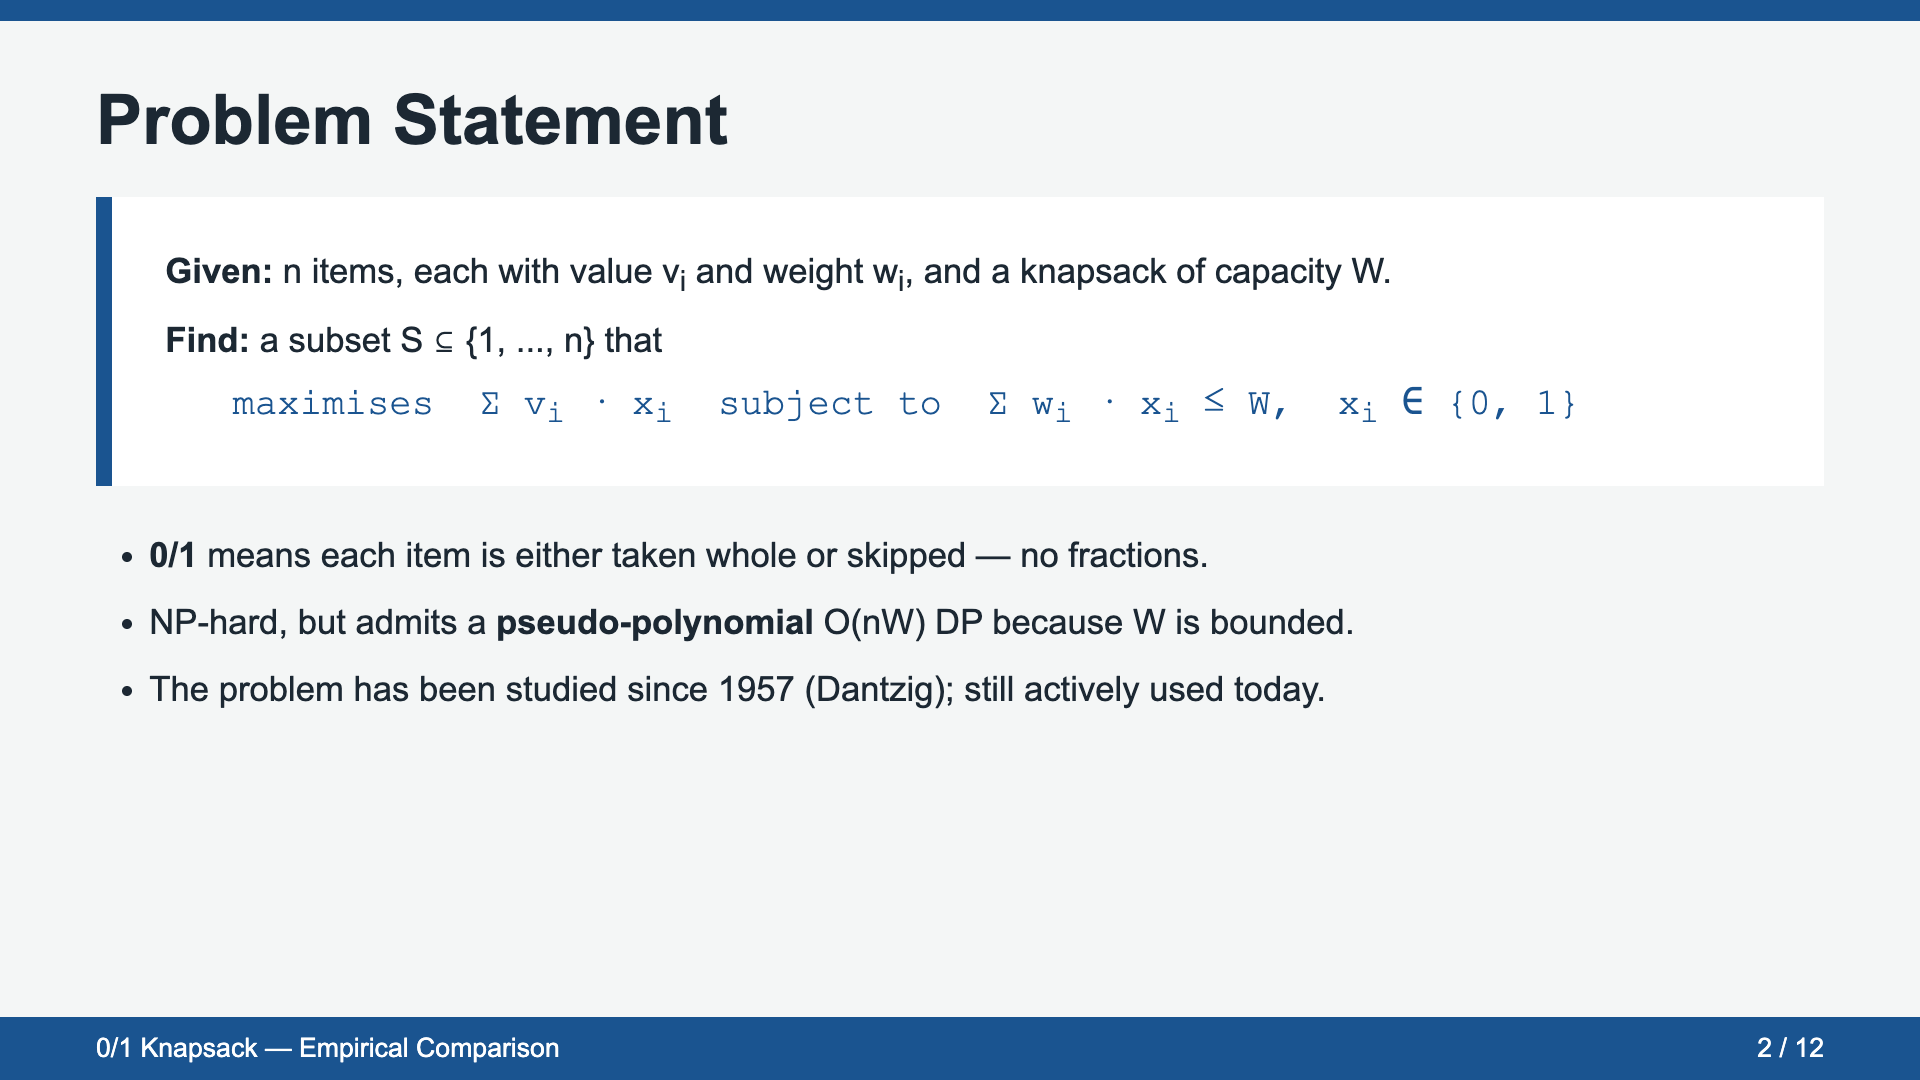 Problem Statement
Given: n items, each with value vᵢ and weight wᵢ, and a knapsack of capacity W.
Find: a subset S ⊆ {1, ..., n} that
maximises Σ vᵢ · xᵢ subject to Σ wᵢ · xᵢ ≤ W, xᵢ ∈ {0, 1}
• 0/1 means each item is either taken whole or skipped — no fractions.
• NP-hard, but admits a pseudo-polynomial O(nW) DP because W is bounded.
• The problem has been studied since 1957 (Dantzig); still actively used today.
0/1 Knapsack — Empirical Comparison
2 / 12